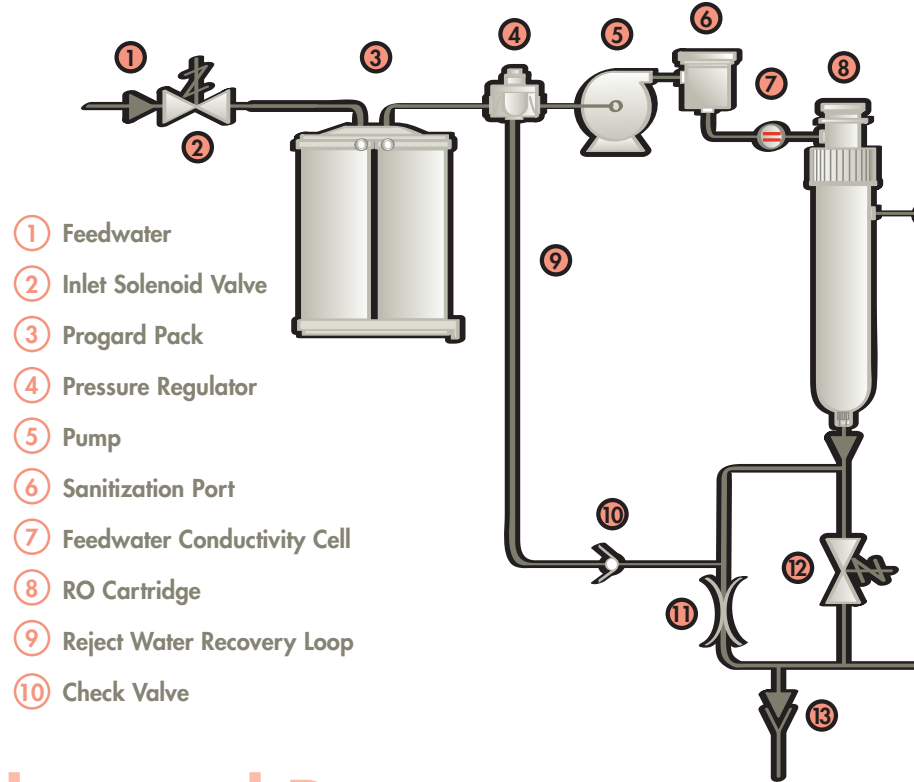 1
2
3
4
5
6
7
8
9
10
11
12
13
1 Feedwater
2 Inlet Solenoid Valve
3 Progard Pack
4 Pressure Regulator
5 Pump
6 Sanitization Port
7 Feedwater Conductivity Cell
8 RO Cartridge
9 Reject Water Recovery Loop
10 Check Valve